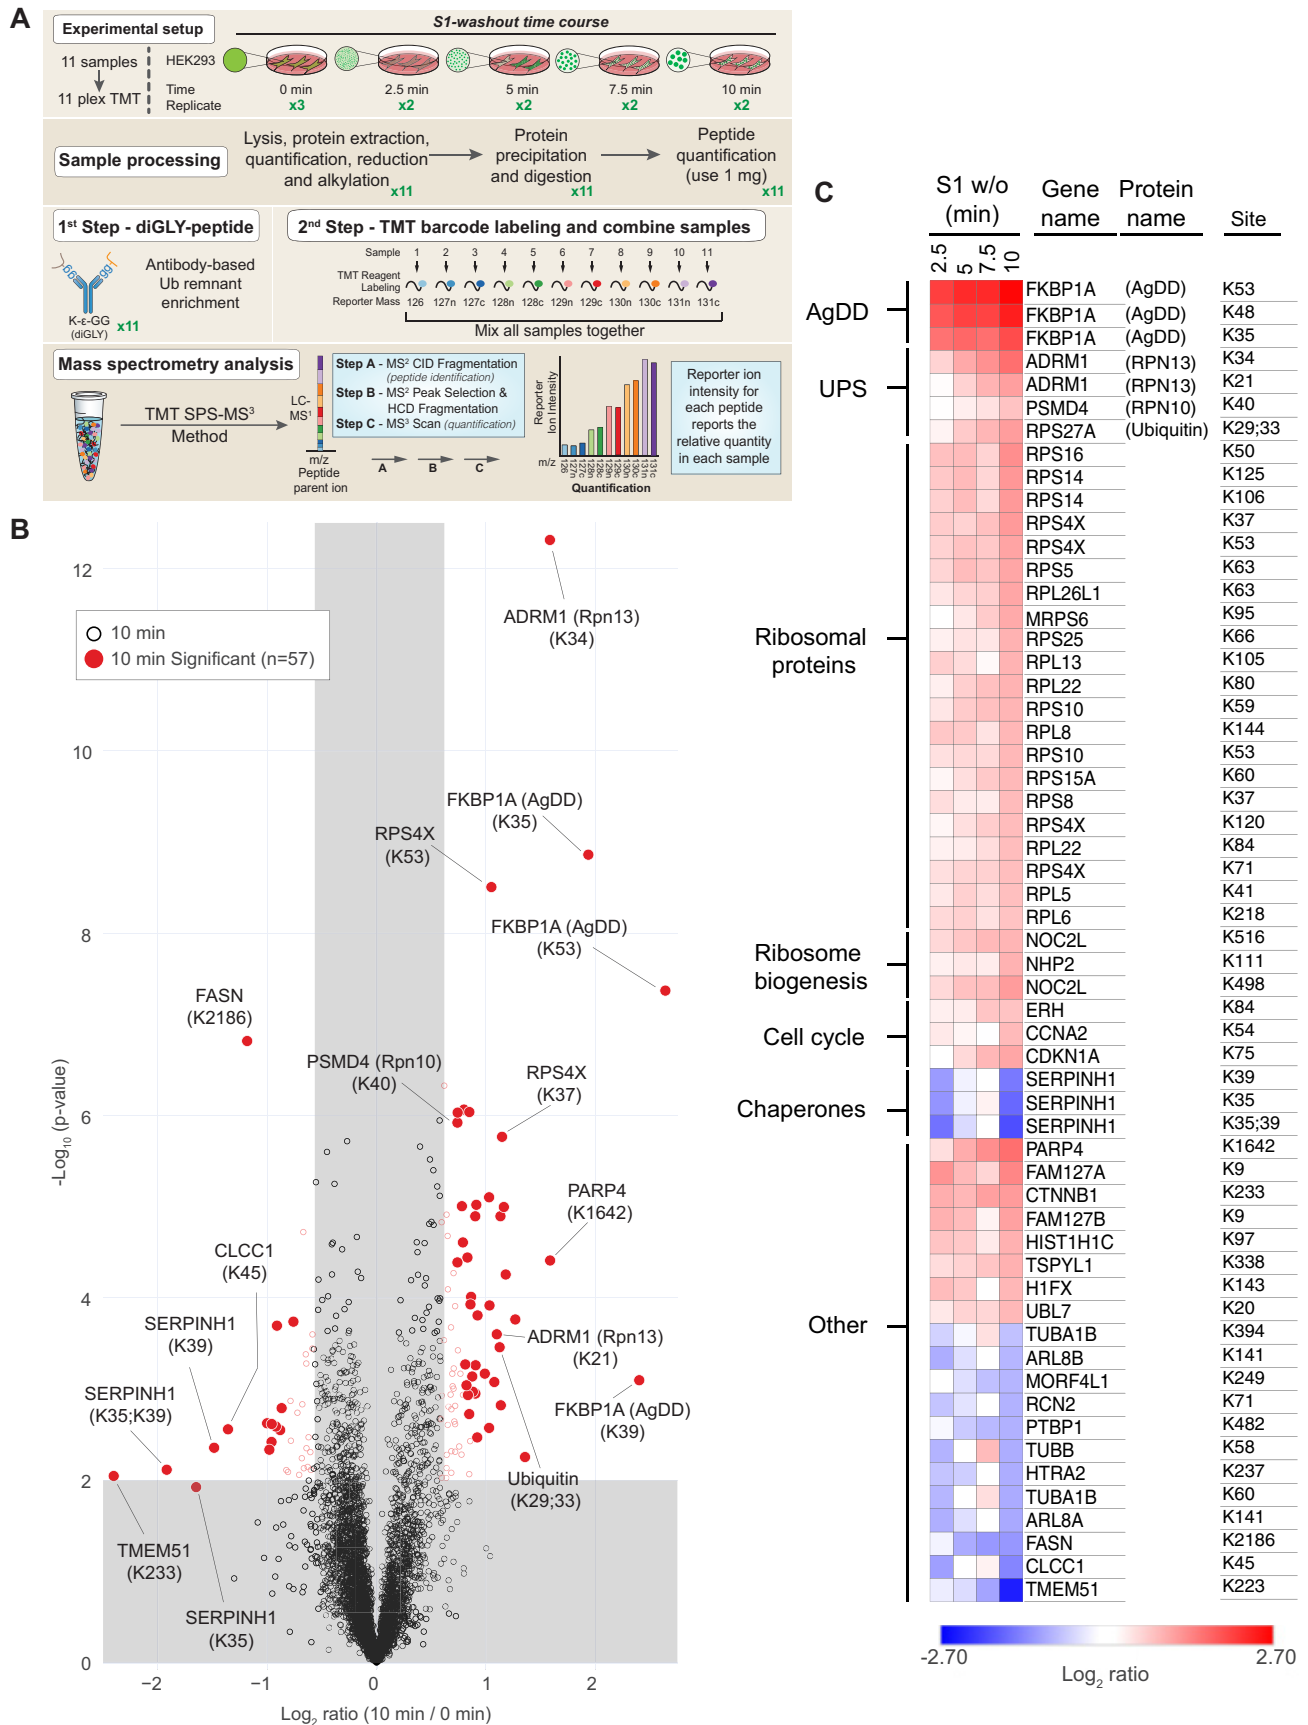 A
Experimental setup
S1-washout time course
11 samples
11 plex TMT
HEK293
Time 0 min 2.5 min 5 min 7.5 min 10 min
Replicate x3 x2 x2 x2 x2
Sample processing
Lysis, protein extraction,
quantification, reduction
and alkylation
x11
Protein
precipitation
and digestion
x11
Peptide
quantification
(use 1 mg)
x11
1st Step - diGLY-peptide
gg gg
K-ε-GG
(diGLY)
x11
Antibody-based
Ub remnant
enrichment
2nd Step - TMT barcode labeling and combine samples
Sample 1 2 3 4 5 6 7 8 9 10 11
TMT Reagent
Labeling
Reporter Mass 126 127n 127c 128n 128c 129n 129c 130n 130c 131n 131c
Mix all samples together
Mass spectrometry analysis
TMT SPS-MS3
Method
LC-
MS1
m/z
Peptide
parent ion
Step A - MS2 CID Fragmentation
(peptide identification)
Step B - MS2 Peak Selection &
HCD Fragmentation
Step C - MS3 Scan (quantification)
A B C
Reporter
Ion Intensity
m/z 126 127n 127c 128n 128c 129n 129c 130n 130c 131n 131c
Quantification
Reporter ion
intensity for
each peptide
reports the
relative quantity
in each sample
B
-Log10 (p-value)
12
10
8
6
4
2
0
10 min
10 min Significant (n=57)
ADRM1 (Rpn13)
(K34)
FKBP1A (AgDD)
(K35)
RPS4X
(K53)
FKBP1A (AgDD)
(K53)
FASN
(K2186)
PSMD4 (Rpn10)
(K40)
RPS4X
(K37)
PARP4
(K1642)
CLCC1
(K45)
SERPINH1
(K39)
ADRM1 (Rpn13)
(K21)
SERPINH1
(K35;K39)
FKBP1A (AgDD)
(K39)
Ubiquitin
(K29;33)
TMEM51
(K233)
SERPINH1
(K35)
−2 −1 0 1 2
Log2 ratio (10 min / 0 min)
C
S1 w/o
(min)
Gene
name
Protein
name
Site
2.5 5 7.5 10
AgDD
FKBP1A (AgDD) K53
FKBP1A (AgDD) K48
FKBP1A (AgDD) K35
UPS
ADRM1 (RPN13) K34
ADRM1 (RPN13) K21
PSMD4 (RPN10) K40
RPS27A (Ubiquitin) K29;33
Ribosomal
proteins
RPS16 K50
RPS14 K125
RPS14 K106
RPS4X K37
RPS4X K53
RPS5 K63
RPL26L1 K63
MRPS6 K95
RPS25 K66
RPL13 K105
RPL22 K80
RPS10 K59
RPL8 K144
RPS10 K53
RPS15A K60
RPS8 K37
RPS4X K120
RPL22 K84
RPS4X K71
RPL5 K41
RPL6 K218
Ribosome
biogenesis
NOC2L K516
NHP2 K111
NOC2L K498
Cell cycle
ERH K84
CCNA2 K54
CDKN1A K75
Chaperones
SERPINH1 K39
SERPINH1 K35
SERPINH1 K35;39
Other
PARP4 K1642
FAM127A K9
CTNNB1 K233
FAM127B K9
HIST1H1C K97
TSPYL1 K338
H1FX K143
UBL7 K20
TUBA1B K394
ARL8B K141
MORF4L1 K249
RCN2 K71
PTBP1 K482
TUBB K58
HTRA2 K237
TUBA1B K60
ARL8A K141
FASN K2186
CLCC1 K45
TMEM51 K223
-2.70 2.70
Log2 ratio